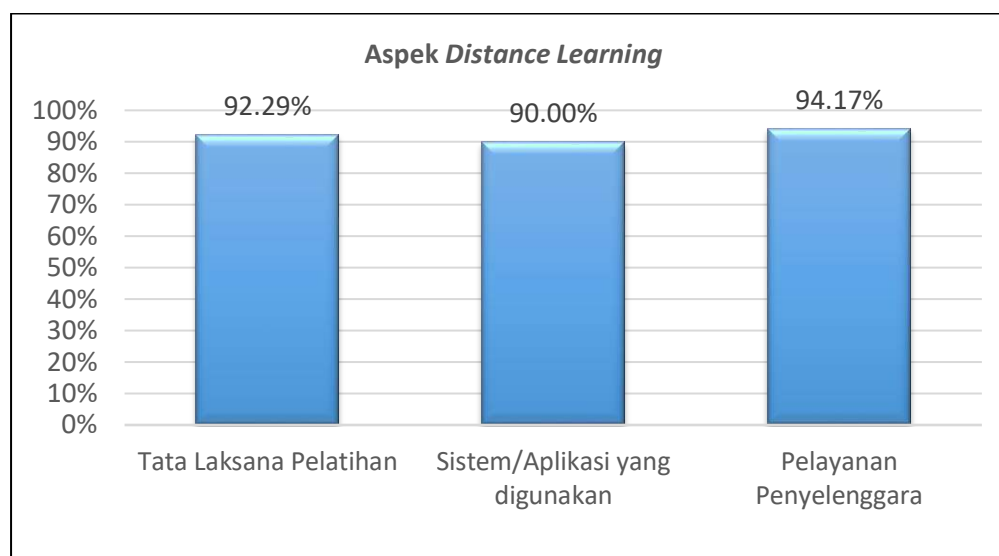 Aspek Distance Learning
92.29%
90.00%
94.17%
100%
90%
80%
70%
60%
50%
40%
30%
20%
10%
0%
Tata Laksana Pelatihan
Sistem/Aplikasi yang
digunakan
Pelayanan
Penyelenggara